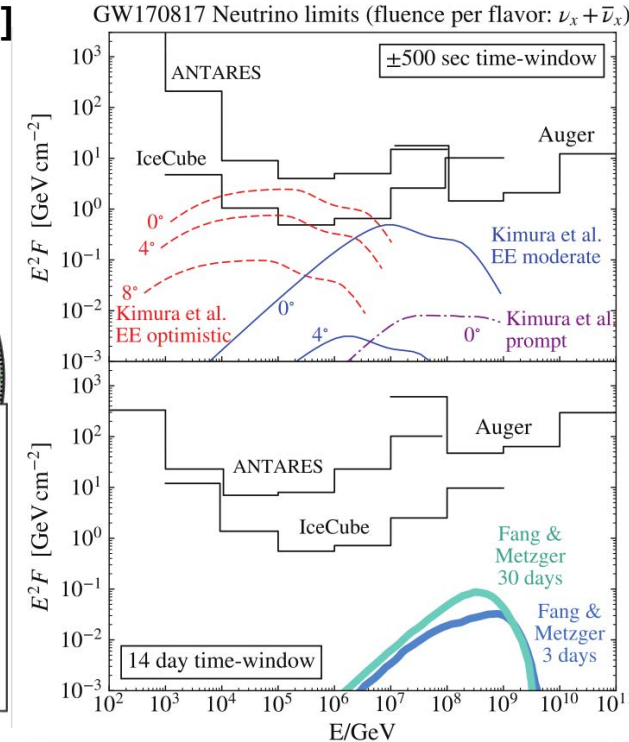 ]
GW170817 Neutrino limits (fluence per flavor: νₓ + ν̄ₓ)
±500 sec time-window
ANTARES
IceCube
Auger
0°
4°
8°
Kimura et al.
EE optimistic
Kimura et al.
EE moderate
0°
4°
Kimura et al
prompt
0°
10³
10²
10¹
10⁰
10⁻¹
10⁻²
10⁻³
E²F [GeV cm⁻²]
Auger
ANTARES
IceCube
Fang &
Metzger
30 days
Fang &
Metzger
3 days
14 day time-window
10³
10²
10¹
10⁰
10⁻¹
10⁻²
10⁻³
E²F [GeV cm⁻²]
10² 10³ 10⁴ 10⁵ 10⁶ 10⁷ 10⁸ 10⁹ 10¹⁰ 10¹¹
E/GeV